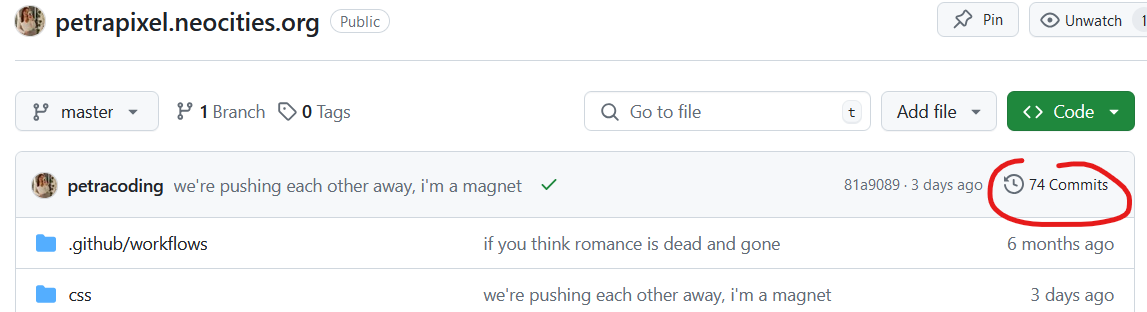 petrapixel.neocities.org Public Pin Unwatch 1
master 1 Branch 0 Tags Go to file t Add file Code
petracoding we're pushing each other away, i'm a magnet 81a9089 · 3 days ago 74 Commits
.github/workflows if you think romance is dead and gone 6 months ago
css we're pushing each other away, i'm a magnet 3 days ago